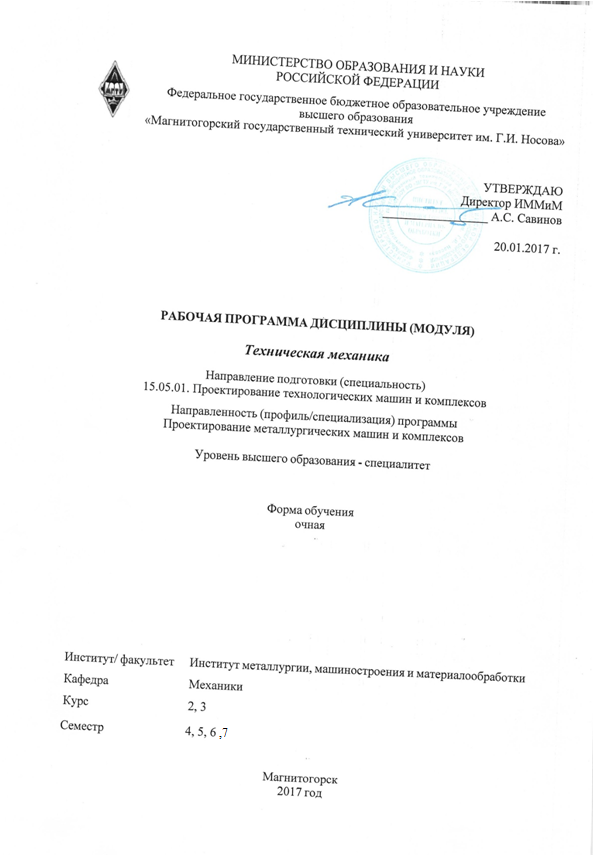 МИНИСТЕРСТВО ОБРАЗОВАНИЯ И НАУКИ
РОССИЙСКОЙ ФЕДЕРАЦИИ
Федеральное государственное бюджетное образовательное учреждение
высшего образования
«Магнитогорский государственный технический университет им. Г.И. Носова»
УТВЕРЖДАЮ
Директор ИММиМ
А.С. Савинов
20.01.2017 г.
РАБОЧАЯ ПРОГРАММА ДИСЦИПЛИНЫ (МОДУЛЯ)
Техническая механика
Направление подготовки (специальность)
15.05.01. Проектирование технологических машин и комплексов
Направленность (профиль/специализация) программы
Проектирование металлургических машин и комплексов
Уровень высшего образования - специалитет
Форма обучения
очная
Институт/ факультет Институт металлургии, машиностроения и материалообработки
Кафедра Механики
Курс 2, 3
Семестр 4, 5, 6 ,7
Магнитогорск
2017 год